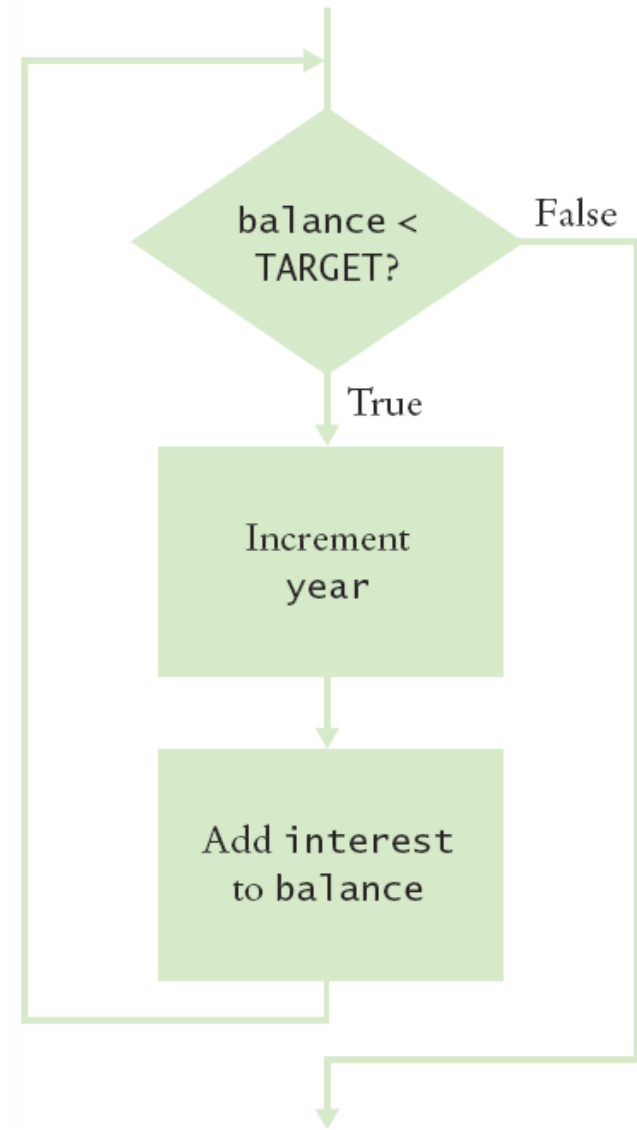 balance <
TARGET?
False
True
Increment
year
Add interest
to balance